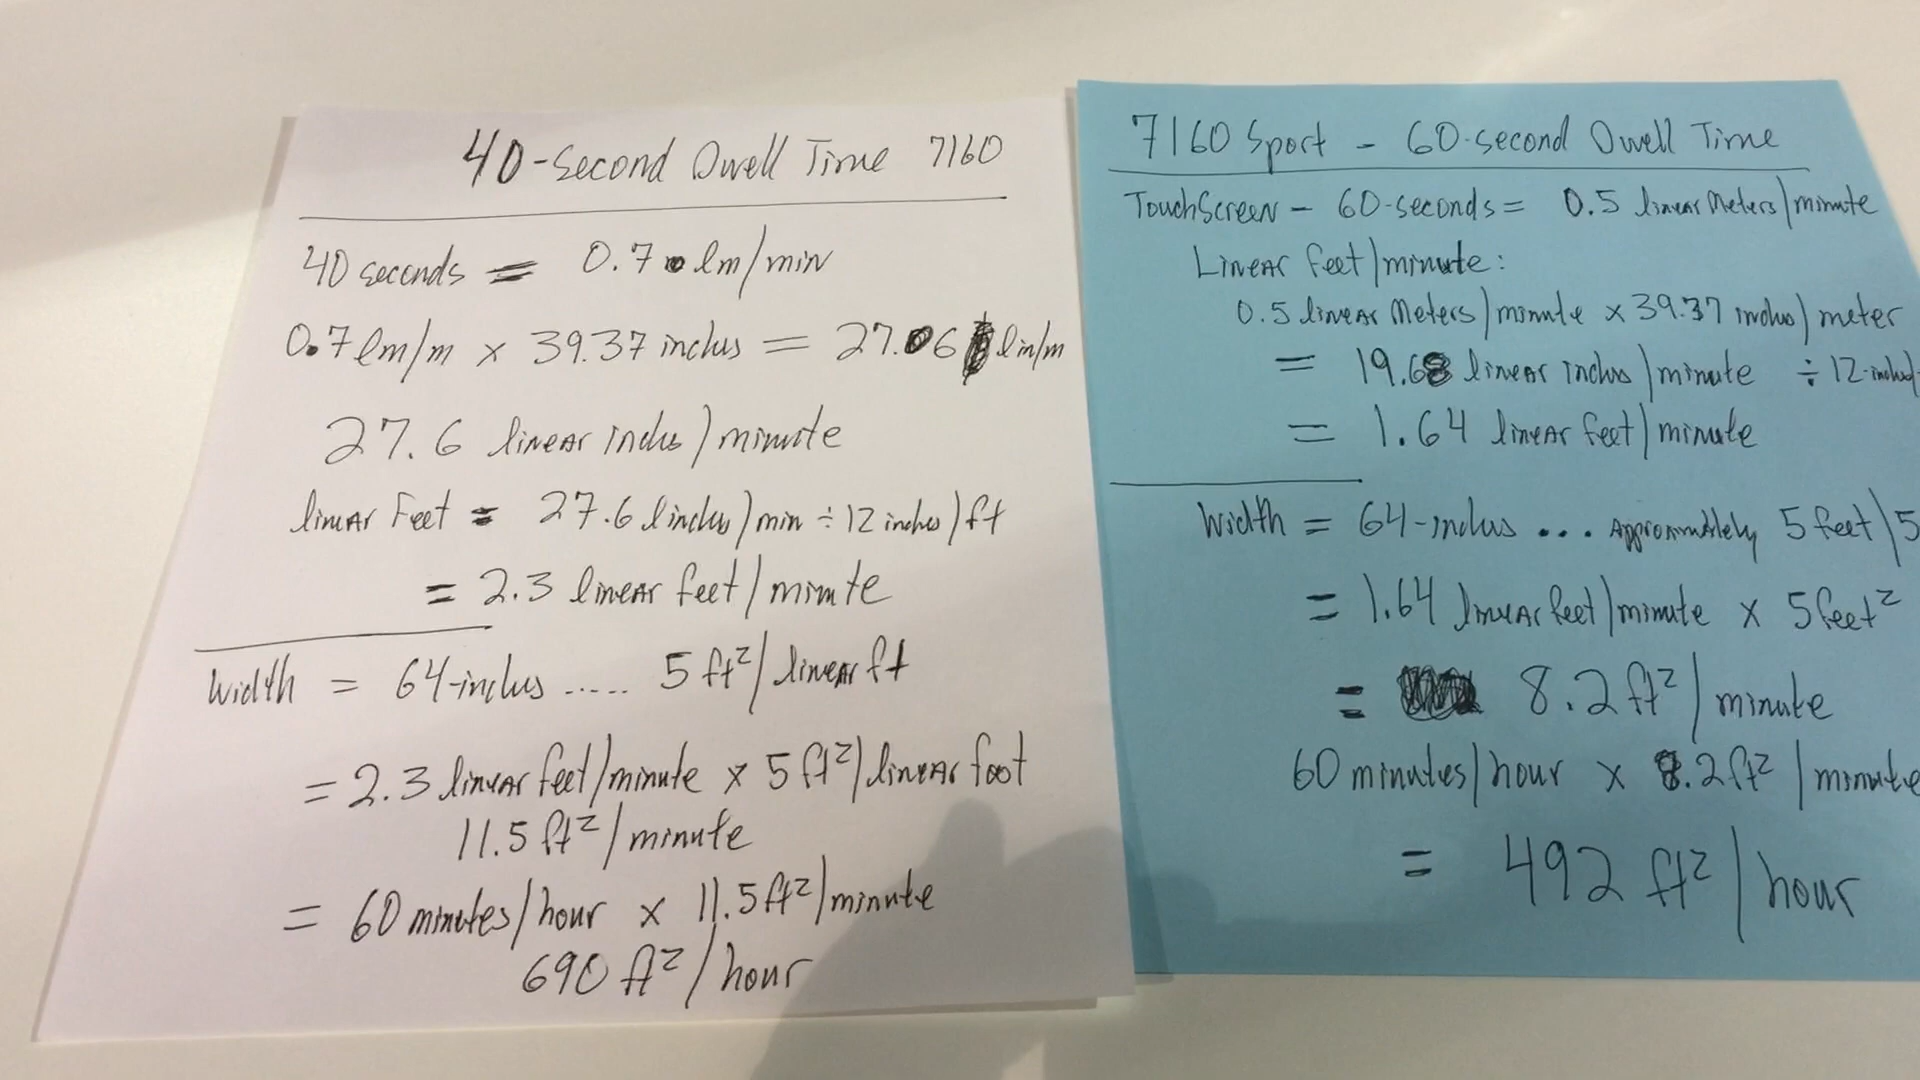 40-Second Dwell Time 7160
40 seconds = 0.7 lm/min
0.7 lm/m x 39.37 inches = 27.06 lin/m
27.6 linear inches/minute
linear Feet = 27.6 l inches/min ÷ 12 inches/ft
= 2.3 linear feet/minute
Width = 64-inches ..... 5 ft²/linear ft
= 2.3 linear feet/minute x 5 ft²/linear foot
11.5 ft²/minute
= 60 minutes/hour x 11.5 ft²/minute
690 ft²/hour
7160 Sport - 60-second Dwell Time
TouchScreen - 60-seconds = 0.5 linear Meters/minute
Linear feet/minute:
0.5 linear Meters/minute x 39.37 inches/meter
= 19.68 linear inches/minute ÷ 12-inches/
= 1.64 linear feet/minute
Width = 64-inches ... Approximately 5 feet/5
= 1.64 linear feet/minute x 5 feet²
= 8.2 ft²/minute
60 minutes/hour x 8.2 ft²/minute
= 492 ft²/hour